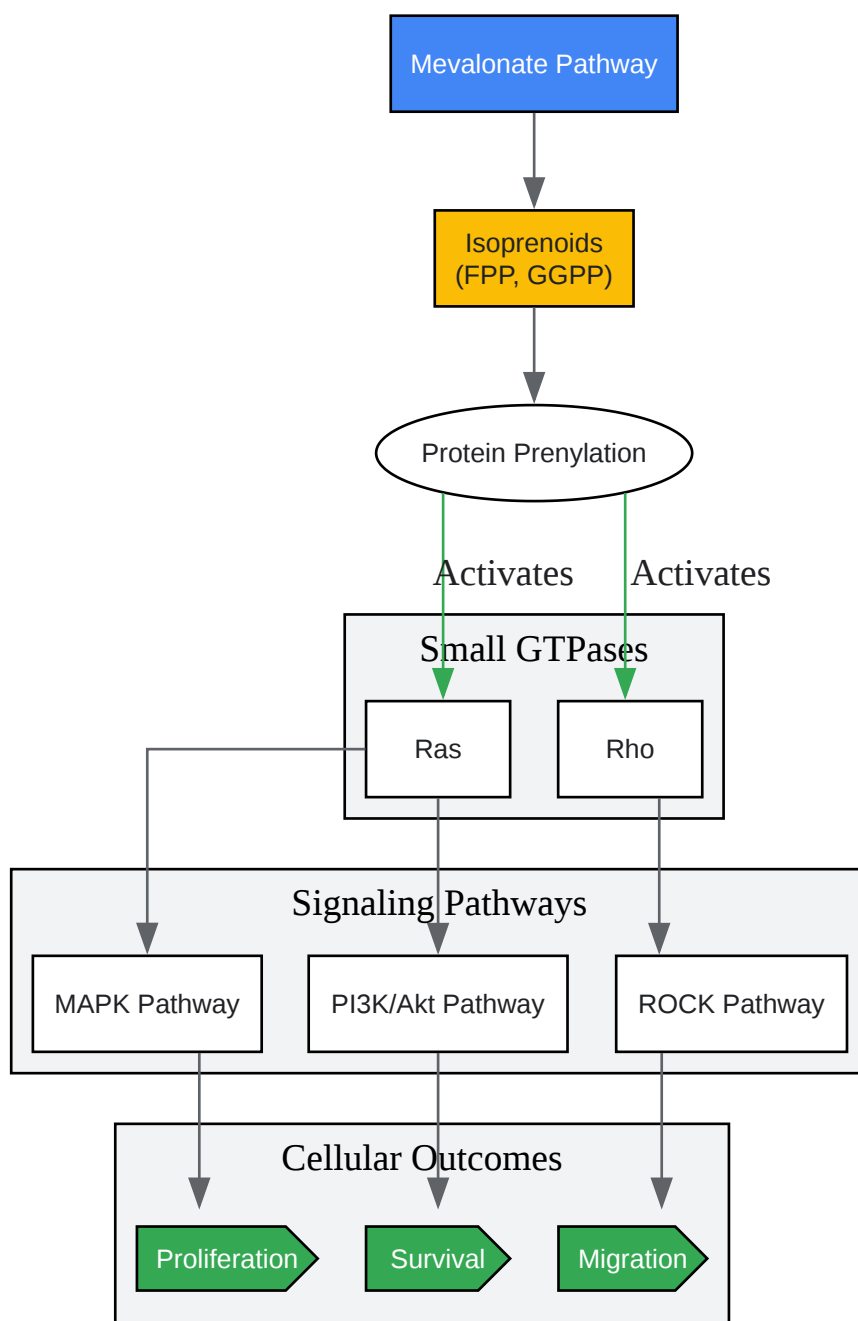 Mevalonate Pathway
Isoprenoids
(FPP, GGPP)
Protein Prenylation
Activates
Activates
Small GTPases
Ras
Rho
Signaling Pathways
MAPK Pathway
PI3K/Akt Pathway
ROCK Pathway
Cellular Outcomes
Proliferation
Survival
Migration